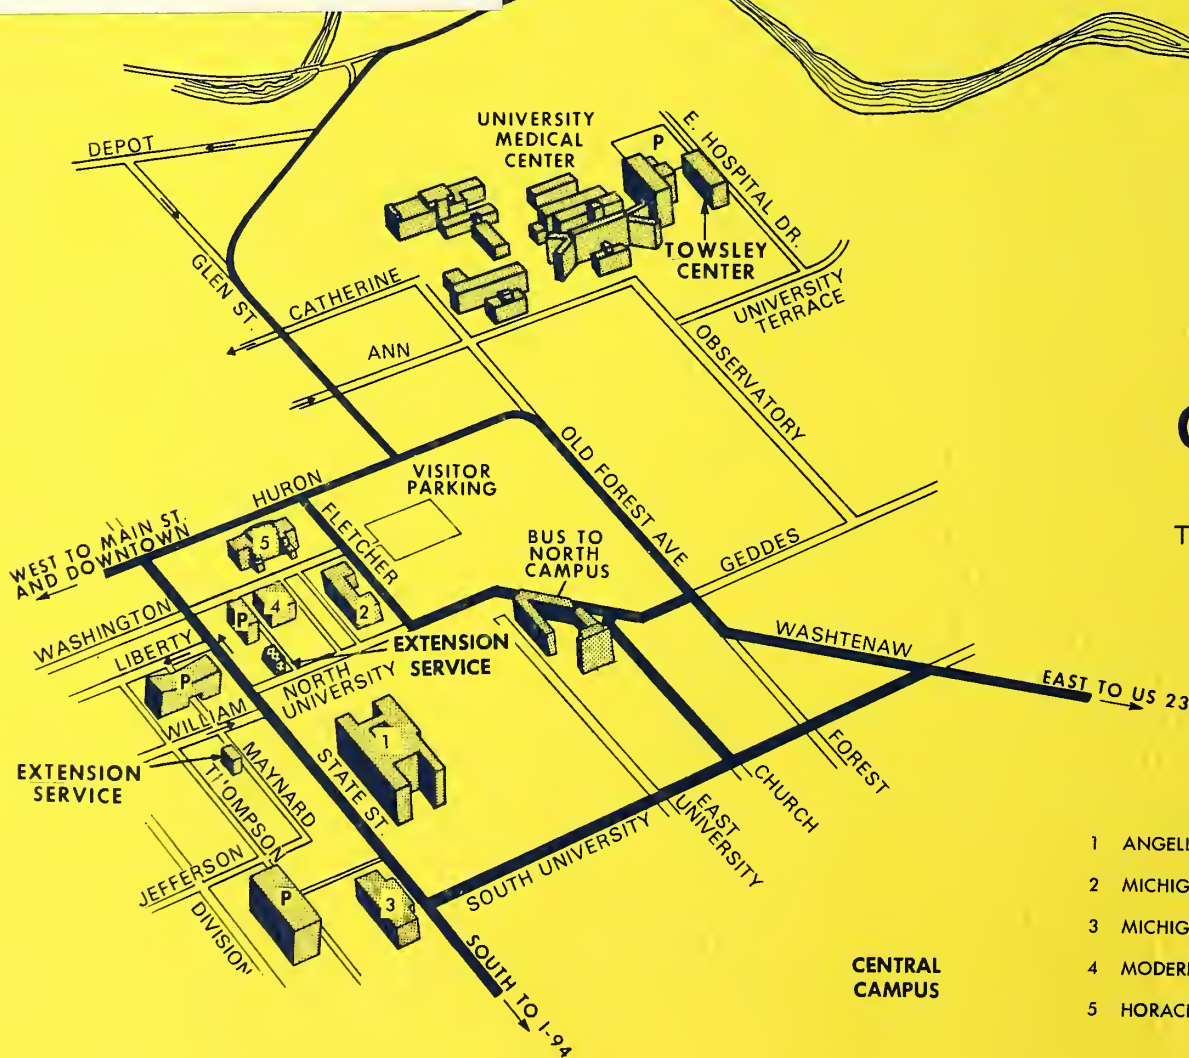 DEPOT
UNIVERSITY
MEDICAL
CENTER
P
E. HOSPITAL DR.
TOWSLEY
CENTER
UNIVERSITY
TERRACE
GLEN ST.
CATHERINE
ANN
OBSERVATORY
HURON
VISITOR
PARKING
OLD FOREST AVE
FLETCHER
WEST TO MAIN ST.
AND DOWNTOWN
5
BUS TO
NORTH
CAMPUS
GEDDES
WASHINGTON
P
4
2
LIBERTY
EXTENSION
SERVICE
WASHTENAW
P
NORTH
UNIVERSITY
EAST TO US 23
WILLIAM
1
EXTENSION
SERVICE
MAYNARD
STATE ST.
THOMPSON
FOREST
CHURCH
EAST
UNIVERSITY
JEFFERSON
SOUTH UNIVERSITY
P
3
DIVISION
SOUTH TO I-94
CENTRAL
CAMPUS
T
1 ANGELL
2 MICHIG
3 MICHIG
4 MODER
5 HORAC